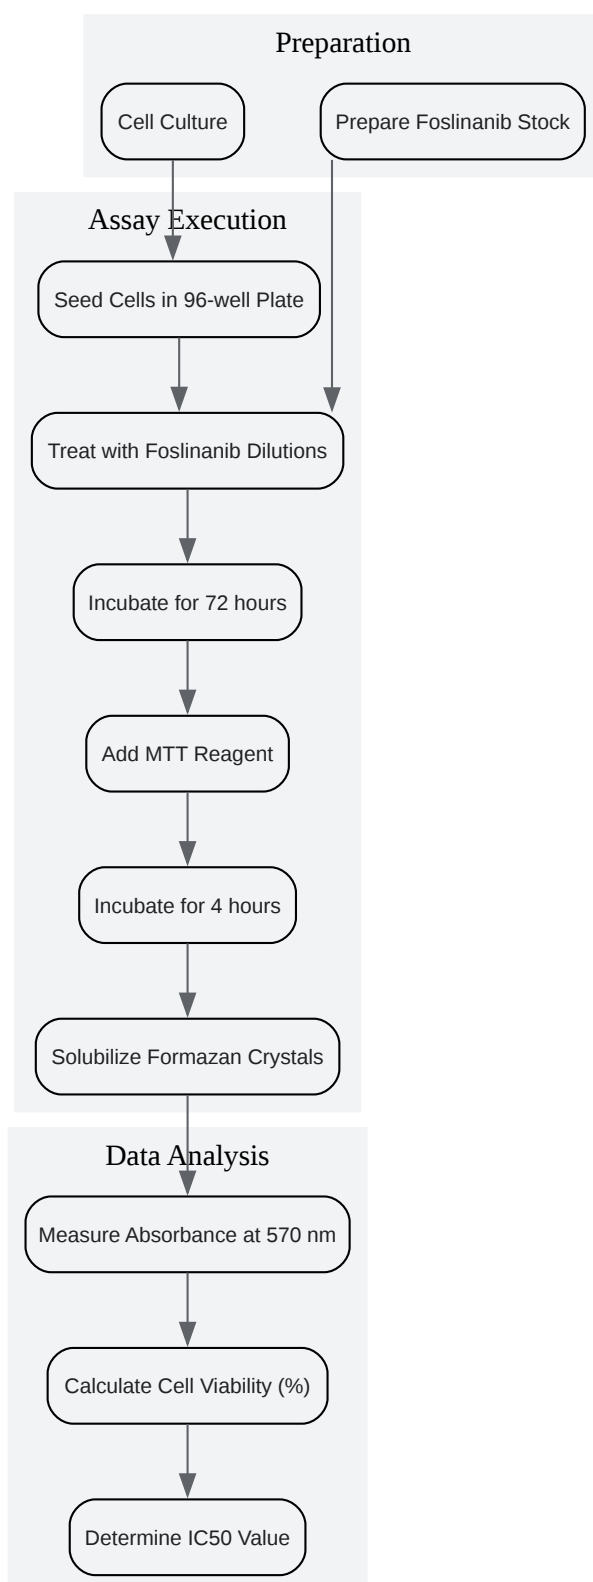 Preparation
Cell Culture
Prepare Foslinanib Stock
Assay Execution
Seed Cells in 96-well Plate
Treat with Foslinanib Dilutions
Incubate for 72 hours
Add MTT Reagent
Incubate for 4 hours
Solubilize Formazan Crystals
Data Analysis
Measure Absorbance at 570 nm
Calculate Cell Viability (%)
Determine IC50 Value